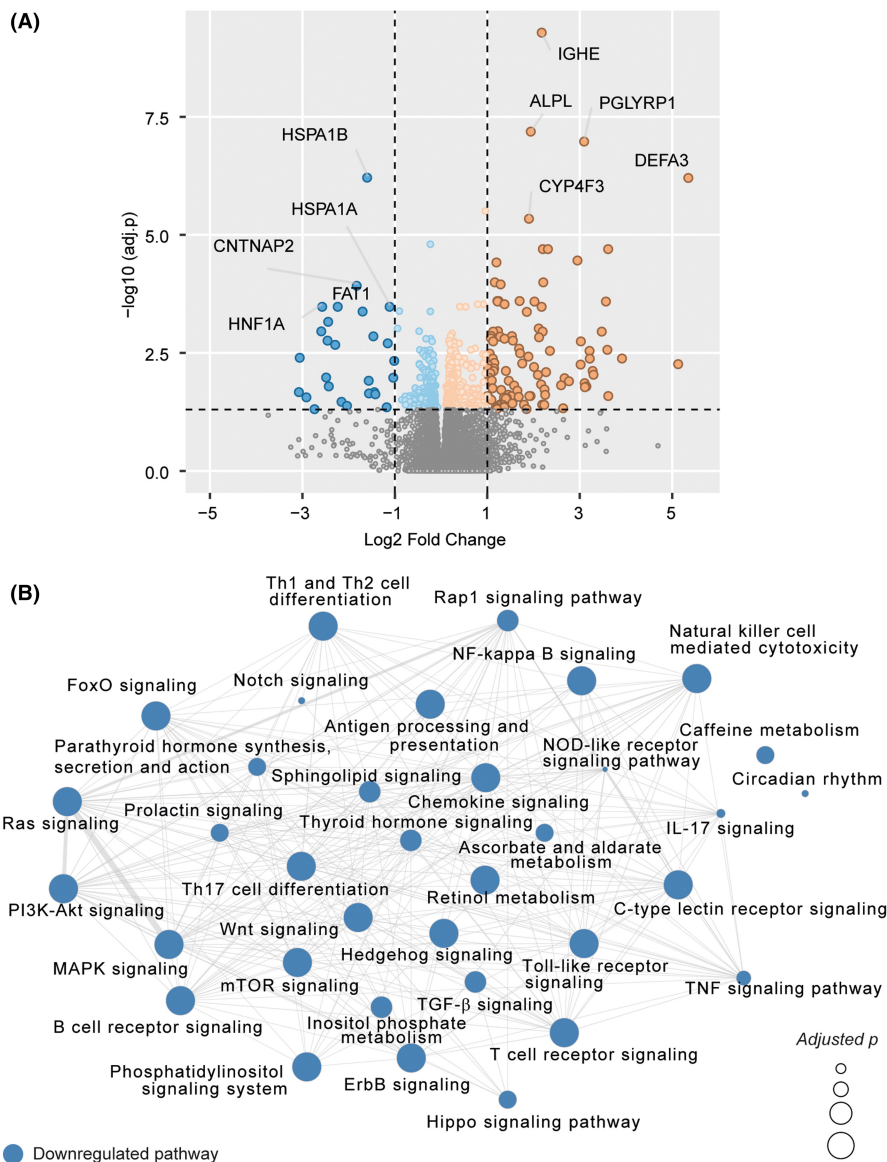 (A)
IGHE
ALPL
PGLYRP1
HSPA1B
DEFA3
CYP4F3
HSPA1A
CNTNAP2
FAT1
HNF1A
7.5
5.0
2.5
0.0
−log10 (adj.p)
−5
−3
−1
1
3
5
Log2 Fold Change
(B)
Th1 and Th2 cell
differentiation
Rap1 signaling pathway
Natural killer cell
mediated cytotoxicity
NF-kappa B signaling
Notch signaling
FoxO signaling
Antigen processing and
presentation
Caffeine metabolism
NOD-like receptor
signaling pathway
Parathyroid hormone synthesis,
secretion and action
Sphingolipid signaling
Circadian rhythm
Chemokine signaling
Prolactin signaling
Ras signaling
Thyroid hormone signaling
IL-17 signaling
Ascorbate and aldarate
metabolism
Th17 cell differentiation
Retinol metabolism
PI3K-Akt signaling
C-type lectin receptor signaling
Wnt signaling
Hedgehog signaling
Toll-like receptor
signaling
MAPK signaling
mTOR signaling
TNF signaling pathway
TGF-β signaling
B cell receptor signaling
Inositol phosphate
metabolism
T cell receptor signaling
Phosphatidylinositol
signaling system
ErbB signaling
Hippo signaling pathway
Adjusted p
Downregulated pathway